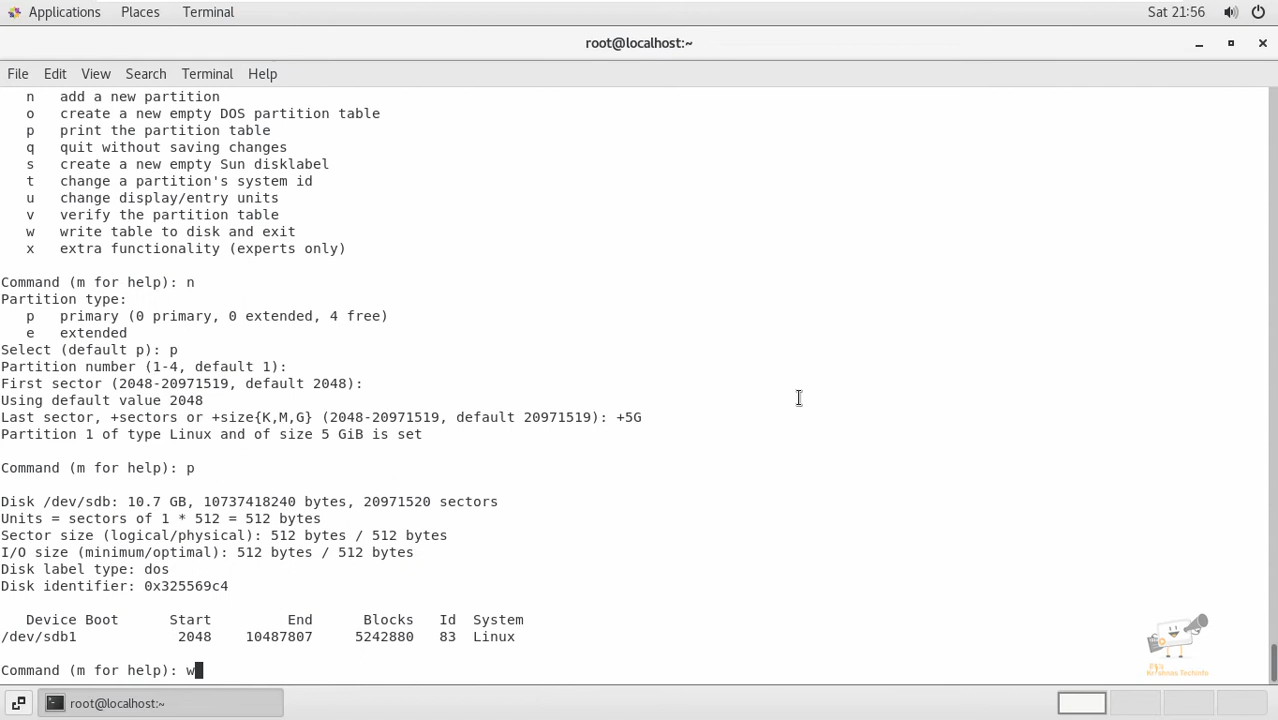 Applications Places Terminal Sat 21:56
root@localhost:~
File Edit View Search Terminal Help
n add a new partition
o create a new empty DOS partition table
p print the partition table
q quit without saving changes
s create a new empty Sun disklabel
t change a partition's system id
u change display/entry units
v verify the partition table
w write table to disk and exit
x extra functionality (experts only)
Command (m for help): n
Partition type:
p primary (0 primary, 0 extended, 4 free)
e extended
Select (default p): p
Partition number (1-4, default 1):
First sector (2048-20971519, default 2048):
Using default value 2048
Last sector, +sectors or +size{K,M,G} (2048-20971519, default 20971519): +5G
Partition 1 of type Linux and of size 5 GiB is set
Command (m for help): p
Disk /dev/sdb: 10.7 GB, 10737418240 bytes, 20971520 sectors
Units = sectors of 1 * 512 = 512 bytes
Sector size (logical/physical): 512 bytes / 512 bytes
I/O size (minimum/optimal): 512 bytes / 512 bytes
Disk label type: dos
Disk identifier: 0x325569c4
Device Boot Start End Blocks Id System
/dev/sdb1 2048 10487807 5242880 83 Linux
Command (m for help): w
root@localhost:~